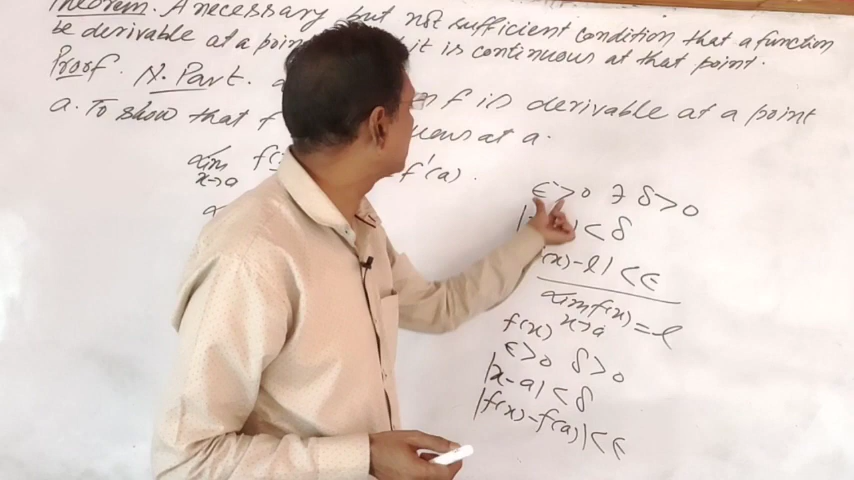 Theorem. A necessary but not sufficient condition that a function
be derivable at a point it is continuous at that point.
Proof. N. Part. f is derivable at a point
a. To show that f at a.
lim x→a f'(a).
ϵ>0 ∃ δ>0
<δ
(x)-l|<ϵ
lim x→a f(x) = l
f(x)
ϵ>0 δ>0
|x-a|<δ
|f(x)-f(a)|<ϵ